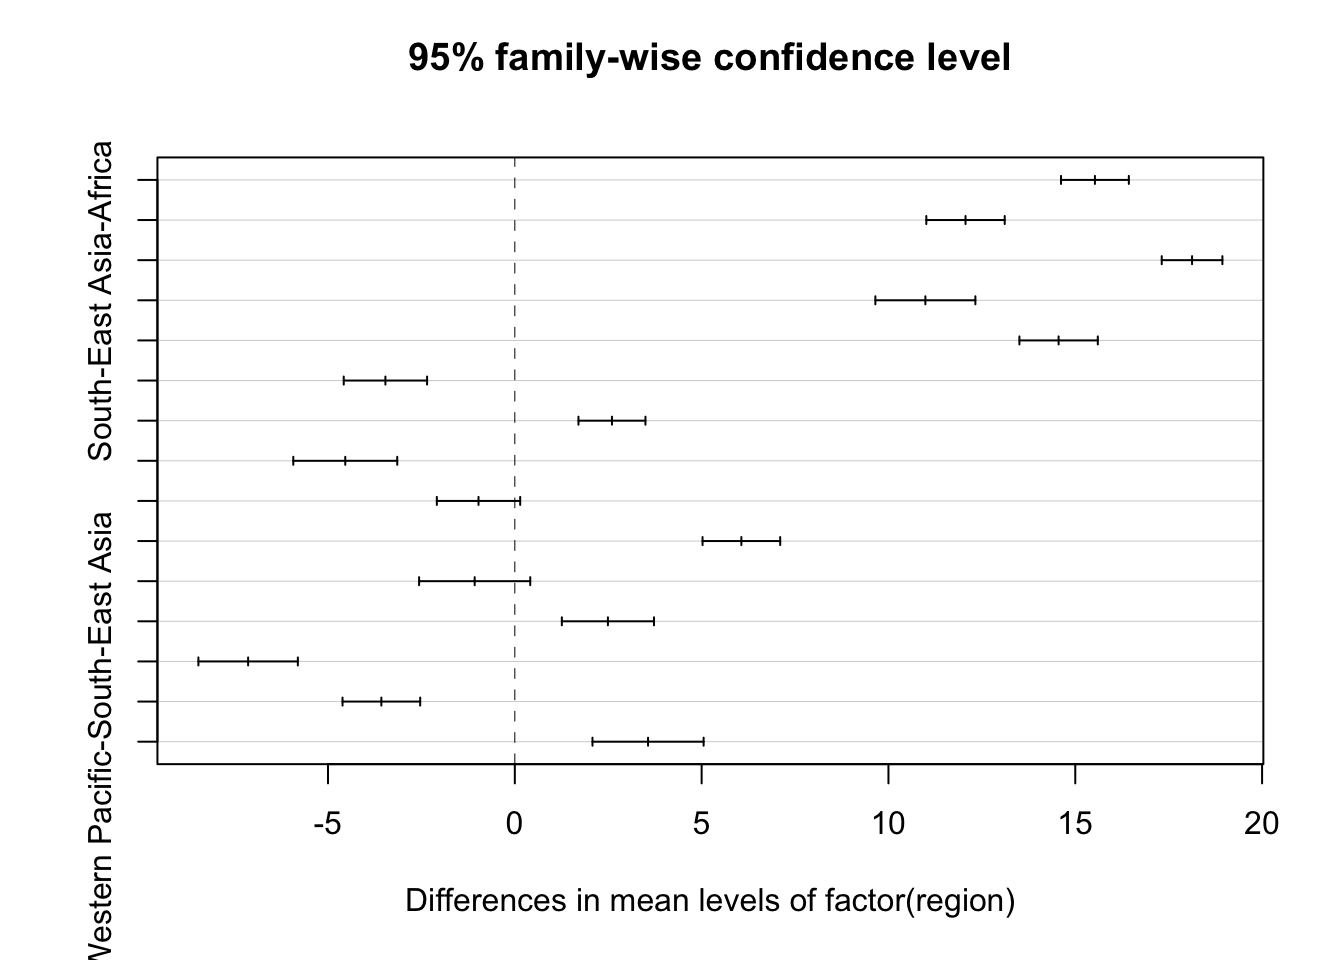 95% family-wise confidence level
South-East Asia-Africa
Western Pacific-South-East Asia
-5 0 5 10 15 20
Differences in mean levels of factor(region)